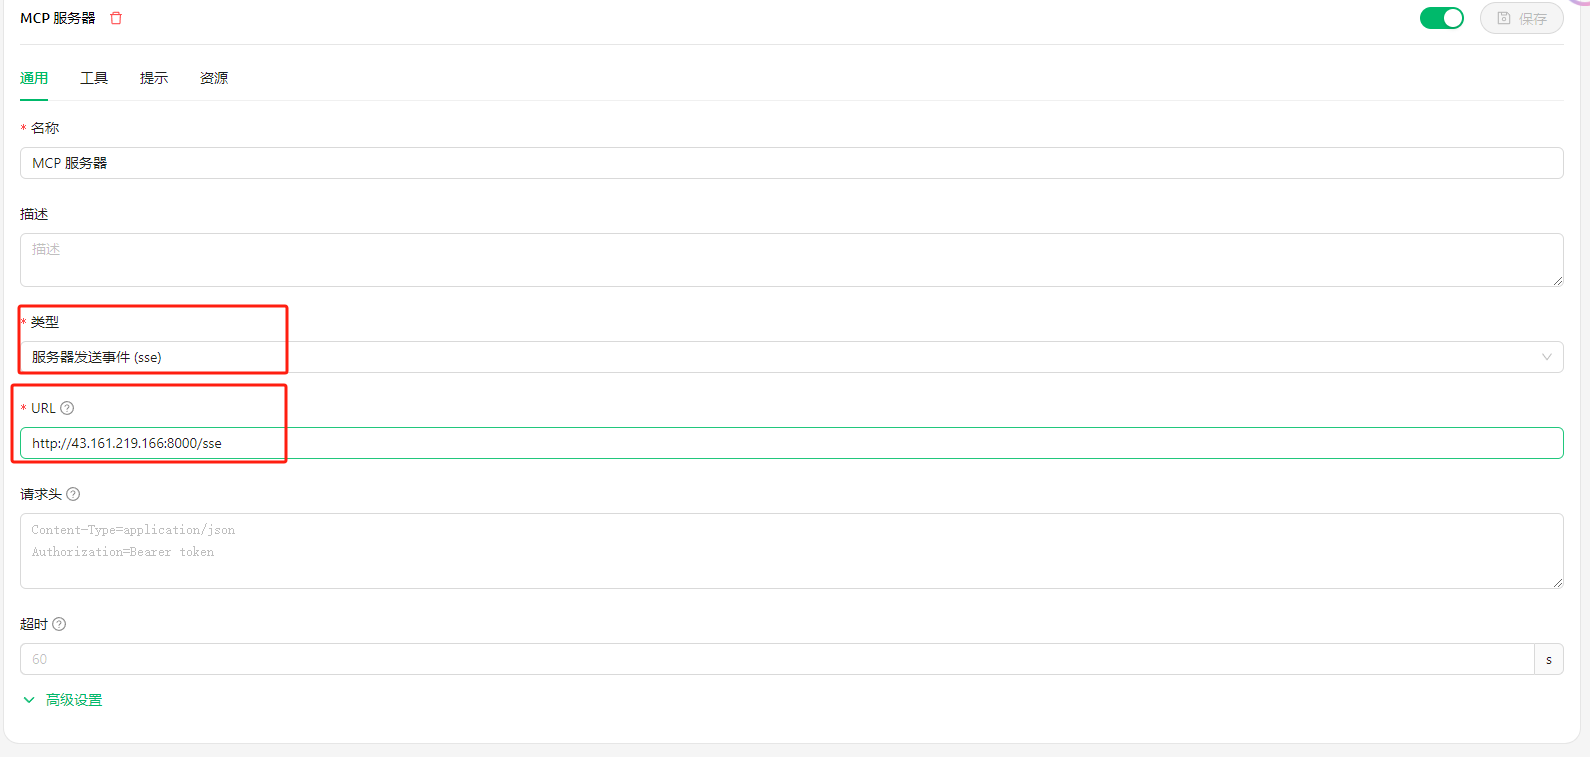 MCP 服务器
保存
通用 工具 提示 资源
* 名称
MCP 服务器
描述
描述
* 类型
服务器发送事件 (sse)
* URL
http://43.161.219.166:8000/sse
请求头
Content-Type=application/json
Authorization=Bearer token
超时
60 s
高级设置